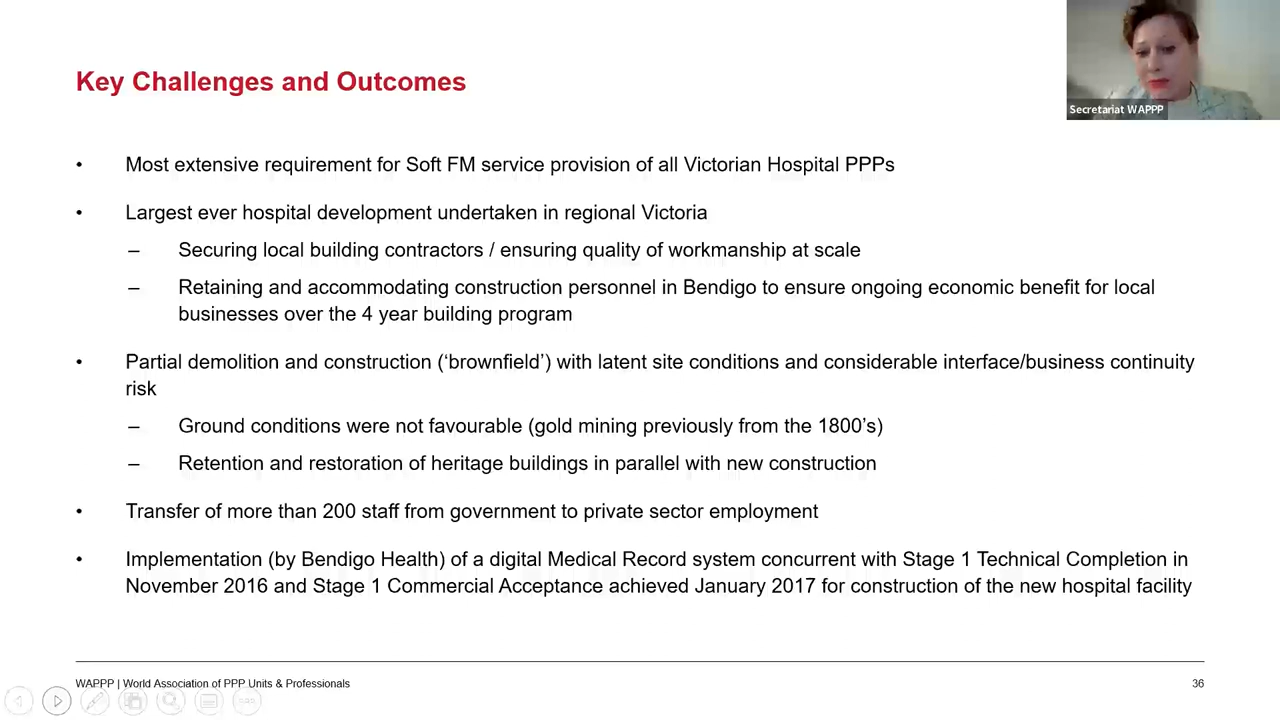 Key Challenges and Outcomes
Secretariat WAPPP
• Most extensive requirement for Soft FM service provision of all Victorian Hospital PPPs
• Largest ever hospital development undertaken in regional Victoria
– Securing local building contractors / ensuring quality of workmanship at scale
– Retaining and accommodating construction personnel in Bendigo to ensure ongoing economic benefit for local
businesses over the 4 year building program
• Partial demolition and construction (‘brownfield’) with latent site conditions and considerable interface/business continuity
risk
– Ground conditions were not favourable (gold mining previously from the 1800’s)
– Retention and restoration of heritage buildings in parallel with new construction
• Transfer of more than 200 staff from government to private sector employment
• Implementation (by Bendigo Health) of a digital Medical Record system concurrent with Stage 1 Technical Completion in
November 2016 and Stage 1 Commercial Acceptance achieved January 2017 for construction of the new hospital facility
WAPPP | World Association of PPP Units & Professionals
36